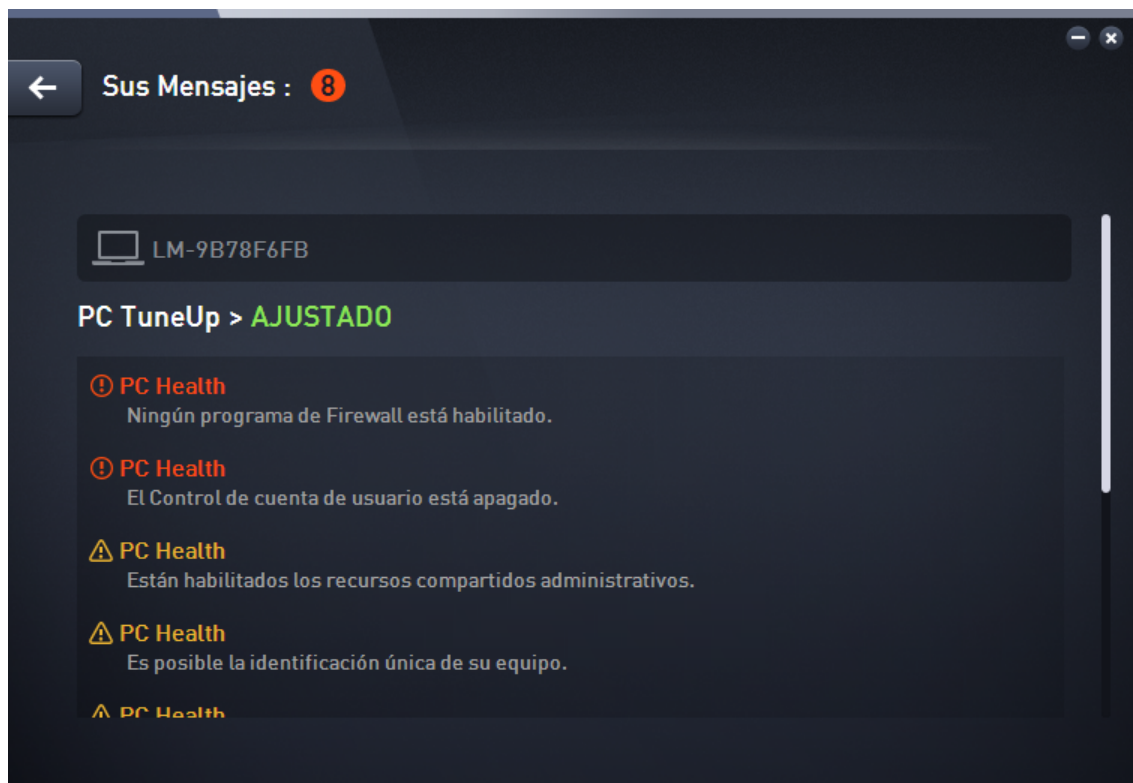 Sus Mensajes : 8
LM-9B78F6FB
PC TuneUp > AJUSTADO
PC Health
Ningún programa de Firewall está habilitado.
PC Health
El Control de cuenta de usuario está apagado.
PC Health
Están habilitados los recursos compartidos administrativos.
PC Health
Es posible la identificación única de su equipo.
PC Health